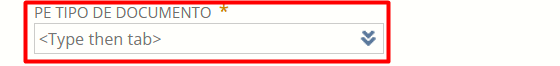 PE TIPO DE DOCUMENTO *
<Type then tab>